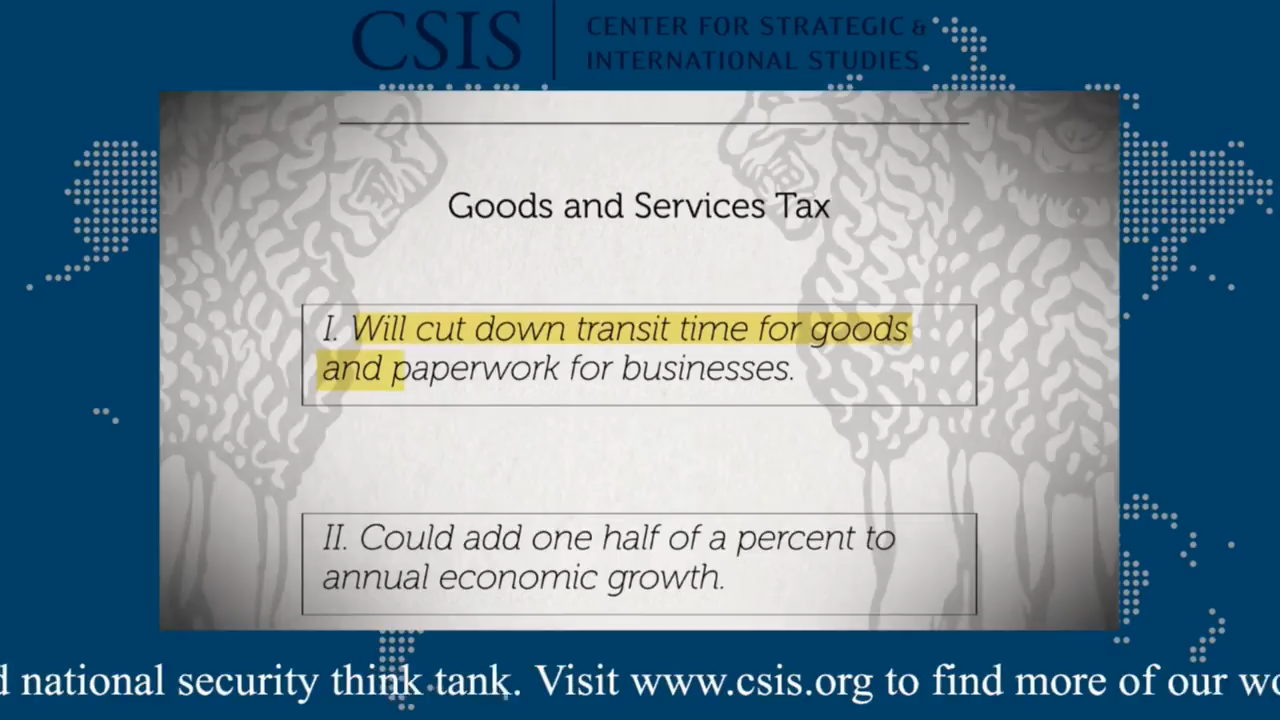 CSIS
CENTER FOR STRATEGIC &
INTERNATIONAL STUDIES
Goods and Services Tax
I. Will cut down transit time for goods
and paperwork for businesses.
II. Could add one half of a percent to
annual economic growth.
national security think tank. Visit www.csis.org to find more of our